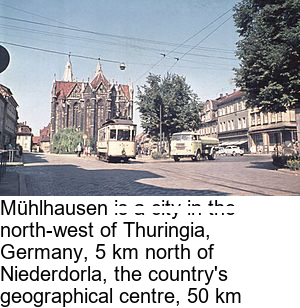 Mühlhausen is a city in the
north-west of Thuringia,
Germany, 5 km north of
Niederdorla, the country's
geographical centre, 50 km